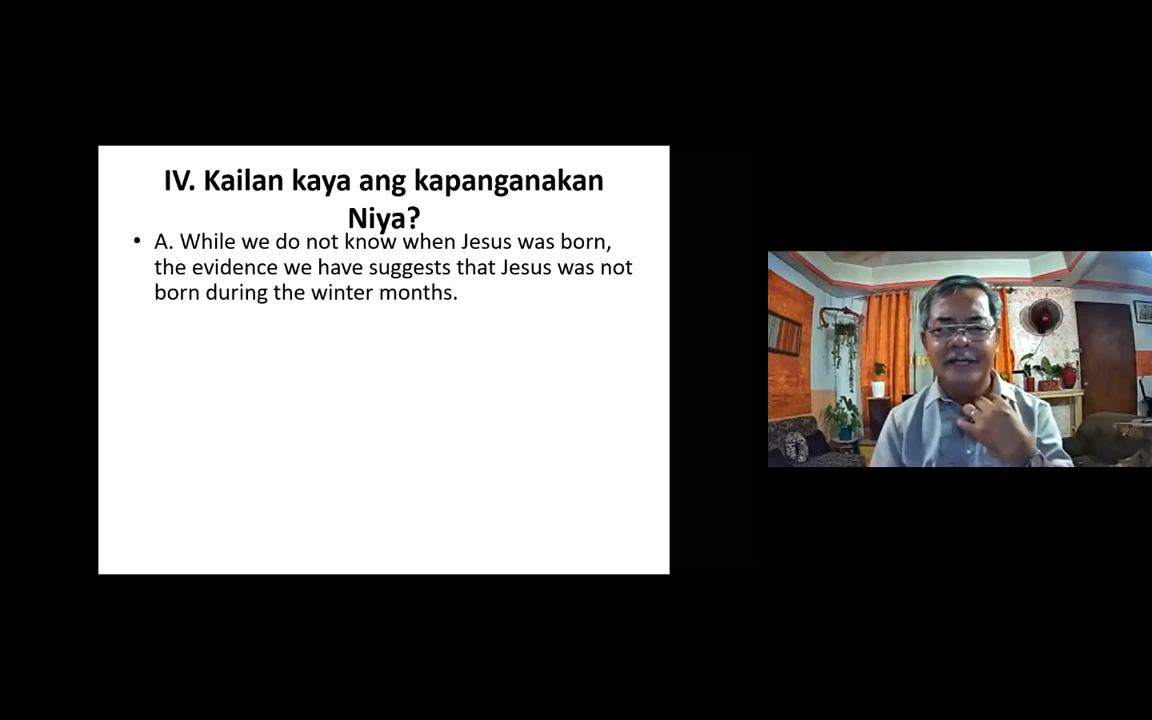 IV. Kailan kaya ang kapanganakan
Niya?
• A. While we do not know when Jesus was born,
the evidence we have suggests that Jesus was not
born during the winter months.